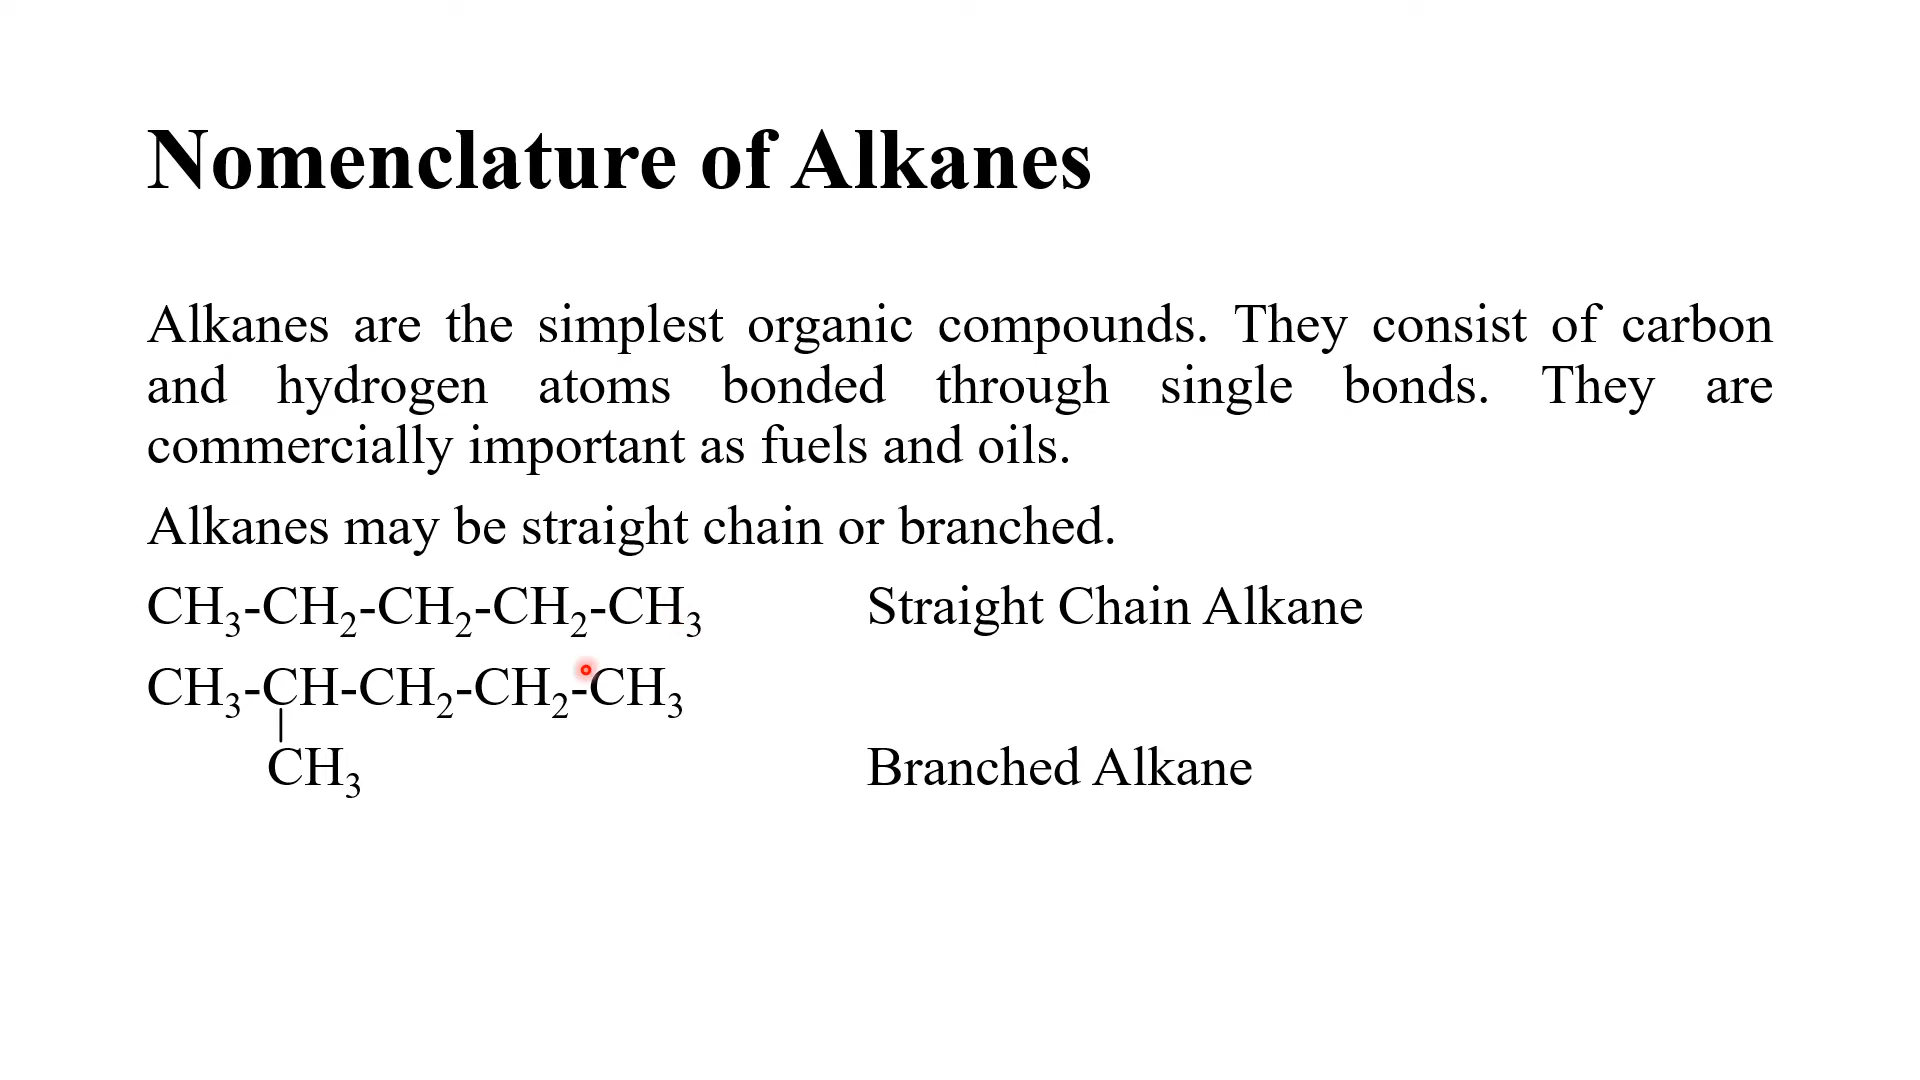 Nomenclature of Alkanes
Alkanes are the simplest organic compounds. They consist of carbon
and hydrogen atoms bonded through single bonds. They are
commercially important as fuels and oils.
Alkanes may be straight chain or branched.
CH₃-CH₂-CH₂-CH₂-CH₃ Straight Chain Alkane
CH₃-CH-CH₂-CH₂-CH₃
CH₃ Branched Alkane